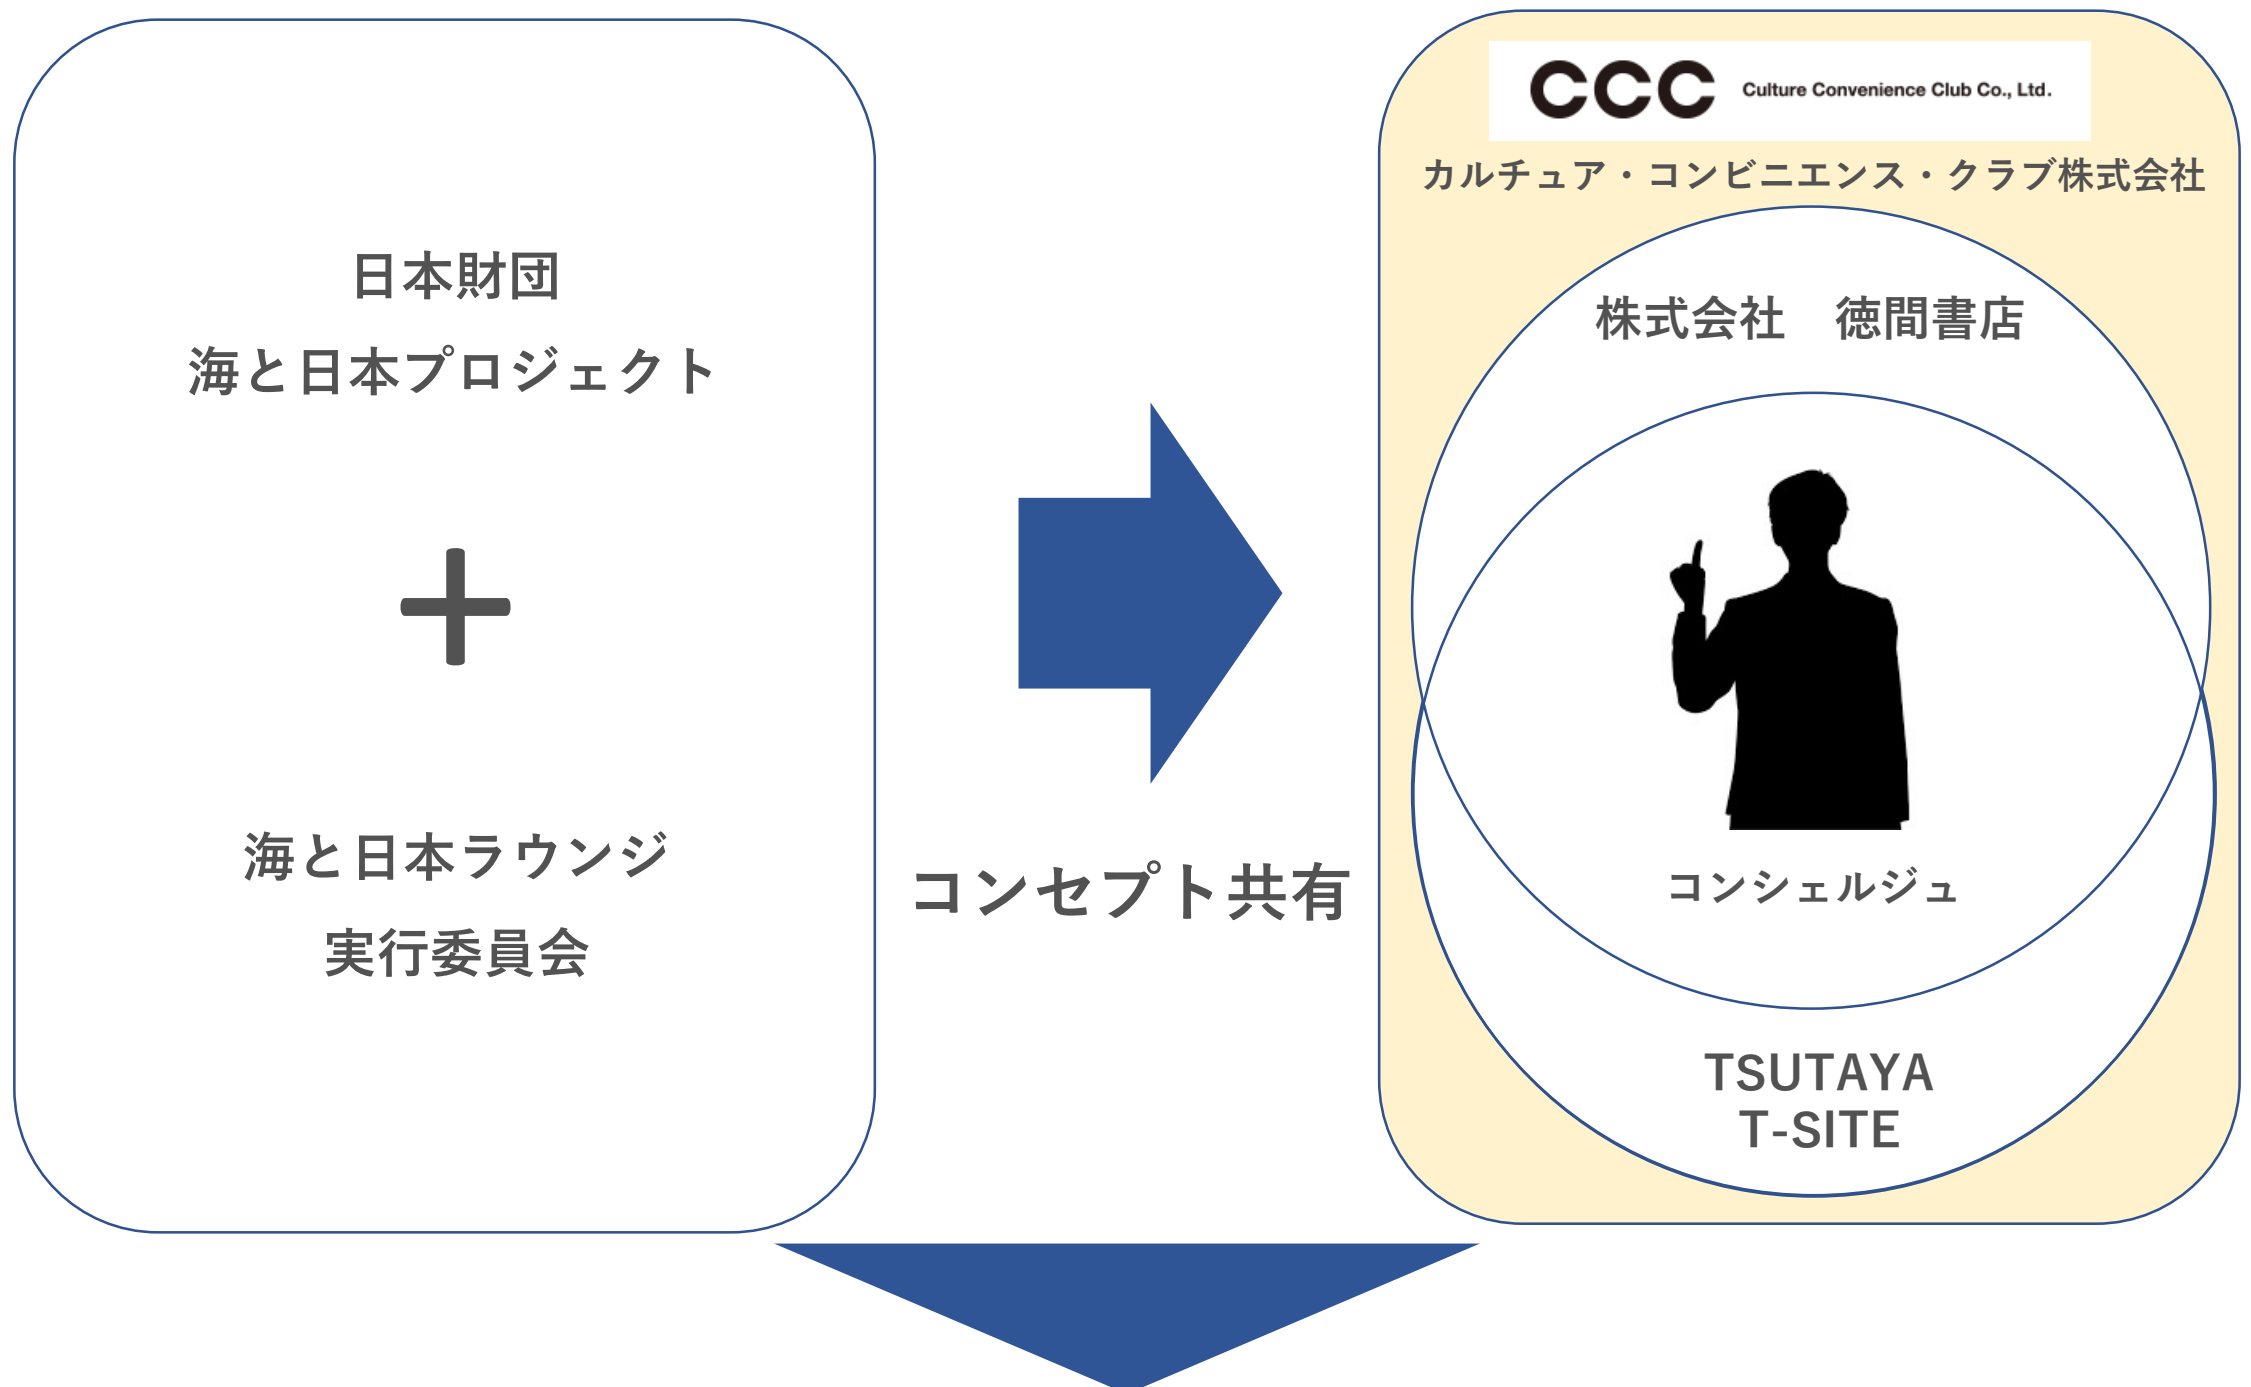 日本財団
海と日本プロジェクト
+
海と日本ラウンジ
実行委員会
コンセプト共有
CCC Culture Convenience Club Co., Ltd.
カルチュア・コンビニエンス・クラブ株式会社
株式会社　徳間書店
コンシェルジュ
TSUTAYA
T-SITE